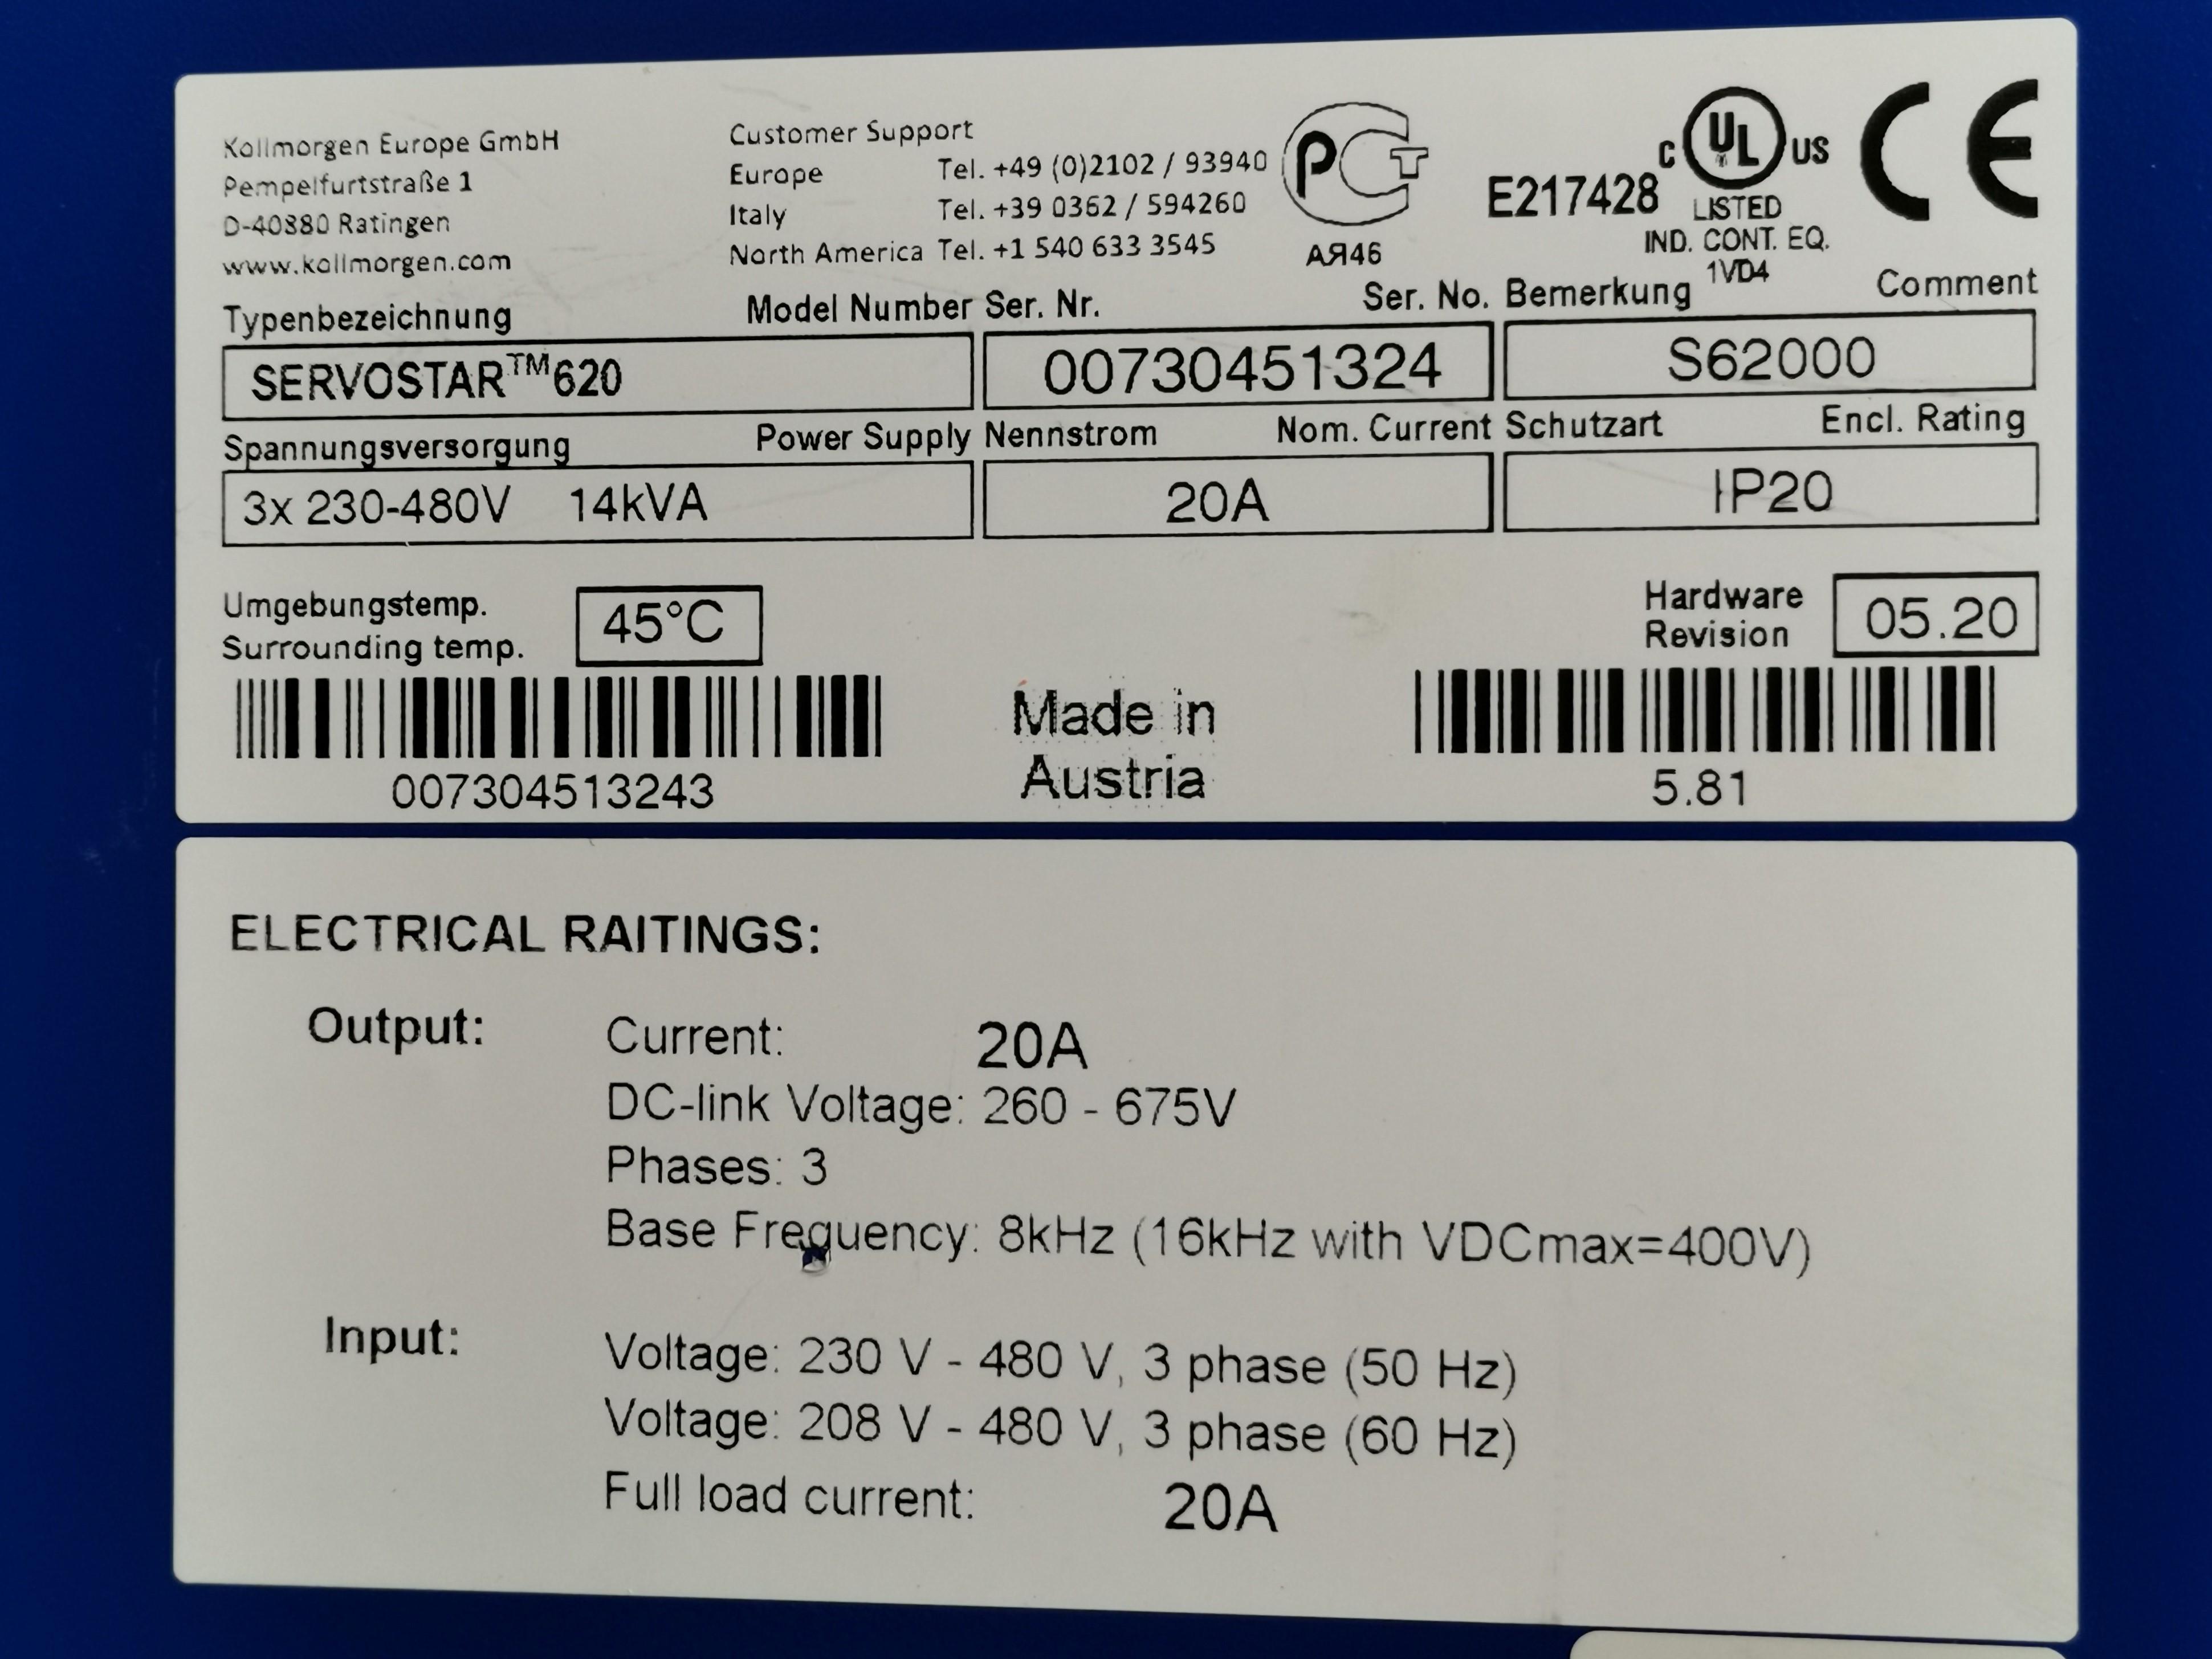 Kollmorgen Europe GmbH
Pempelfurtstraße 1
D-40880 Ratingen
www.kollmorgen.com
Customer Support
Europe Tel. +49 (0)2102 / 93940
Italy Tel. +39 0362 / 594260
North America Tel. +1 540 633 3545
PCT
АЯ46
E217428
C UL US
LISTED
IND. CONT. EQ.
1VD4
CE
Typenbezeichnung Model Number Ser. Nr. Ser. No. Bemerkung Comment
SERVOSTAR™620 00730451324 S62000
Spannungsversorgung Power Supply Nennstrom Nom. Current Schutzart Encl. Rating
3x 230-480V 14kVA 20A IP20
Umgebungstemp.
Surrounding temp.
45°C
Hardware
Revision
05.20
007304513243
Made in
Austria
5.81
ELECTRICAL RAITINGS:
Output: Current: 20A
DC-link Voltage: 260 - 675V
Phases: 3
Base Frequency: 8kHz (16kHz with VDCmax=400V)
Input: Voltage: 230 V - 480 V, 3 phase (50 Hz)
Voltage: 208 V - 480 V, 3 phase (60 Hz)
Full load current: 20A